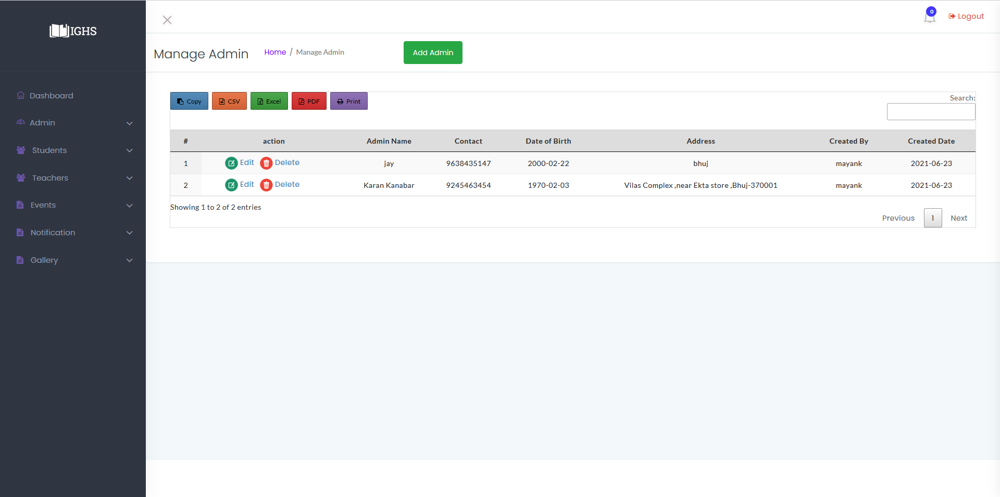 IGHS
0
Logout
Manage Admin
Home / Manage Admin
Add Admin
Dashboard
Admin
Students
Teachers
Events
Notification
Gallery
Copy CSV Excel PDF Print
Search:
# action Admin Name Contact Date of Birth Address Created By Created Date
1 Edit Delete jay 9638435147 2000-02-22 bhuj mayank 2021-06-23
2 Edit Delete Karan Kanabar 9245463454 1970-02-03 Vilas Complex ,near Ekta store ,Bhuj-370001 mayank 2021-06-23
Showing 1 to 2 of 2 entries
Previous 1 Next